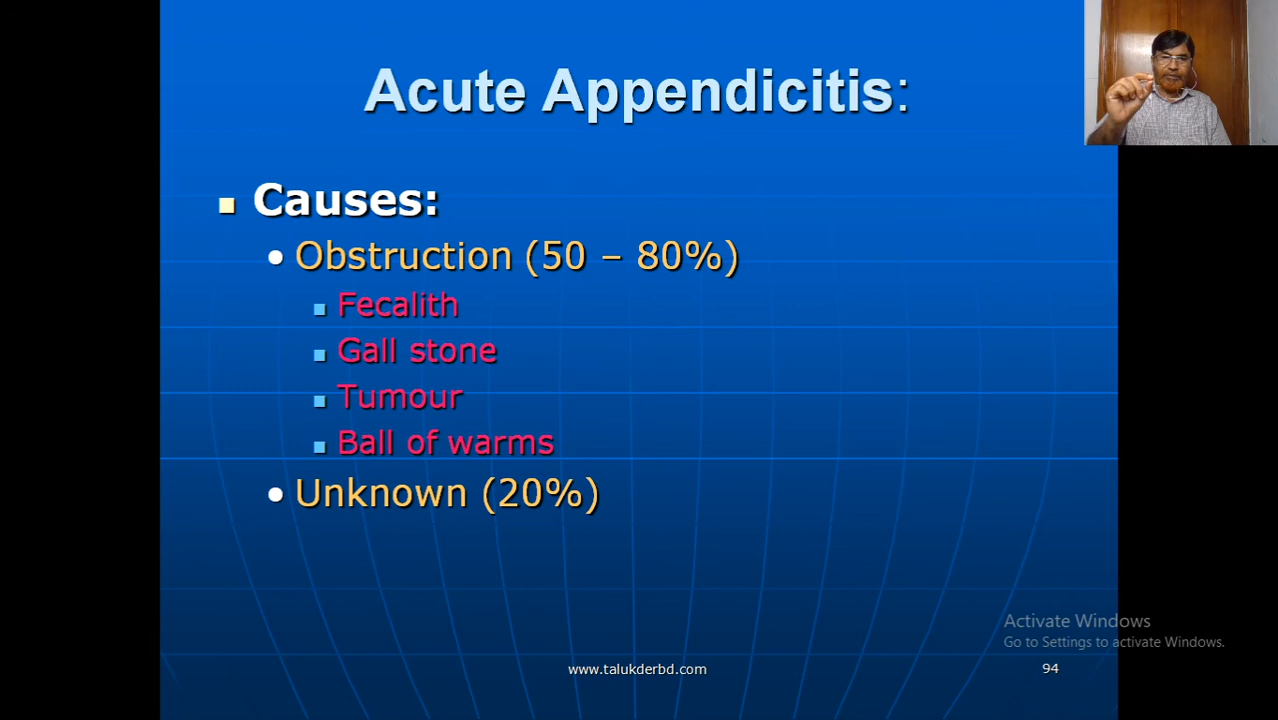 Acute Appendicitis:
Causes:
Obstruction (50 – 80%)
Fecalith
Gall stone
Tumour
Ball of warms
Unknown (20%)
Activate Windows
Go to Settings to activate Windows.
www.talukderbd.com
94